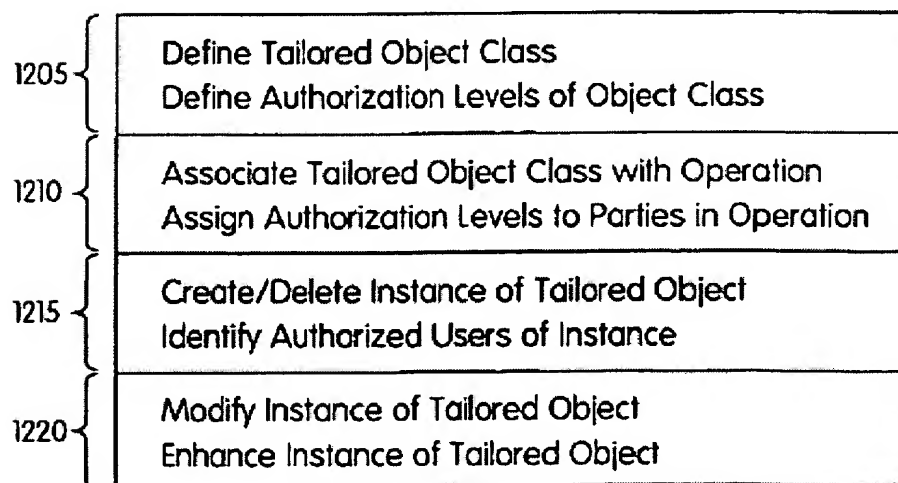 1205
Define Tailored Object Class
Define Authorization Levels of Object Class
1210
Associate Tailored Object Class with Operation
Assign Authorization Levels to Parties in Operation
1215
Create/Delete Instance of Tailored Object
Identify Authorized Users of Instance
1220
Modify Instance of Tailored Object
Enhance Instance of Tailored Object